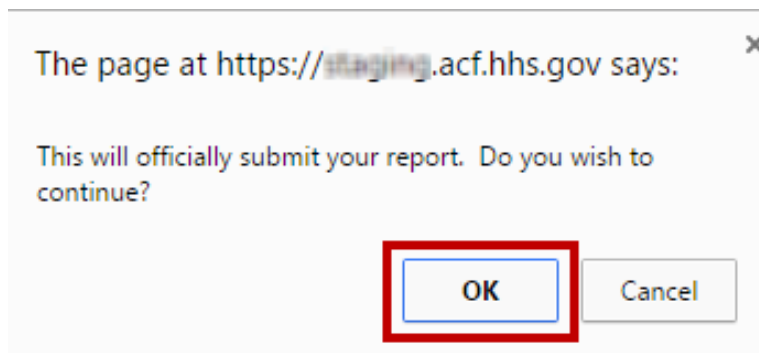 The page at https:// .acf.hhs.gov says:
This will officially submit your report.  Do you wish to
continue?
OK
Cancel